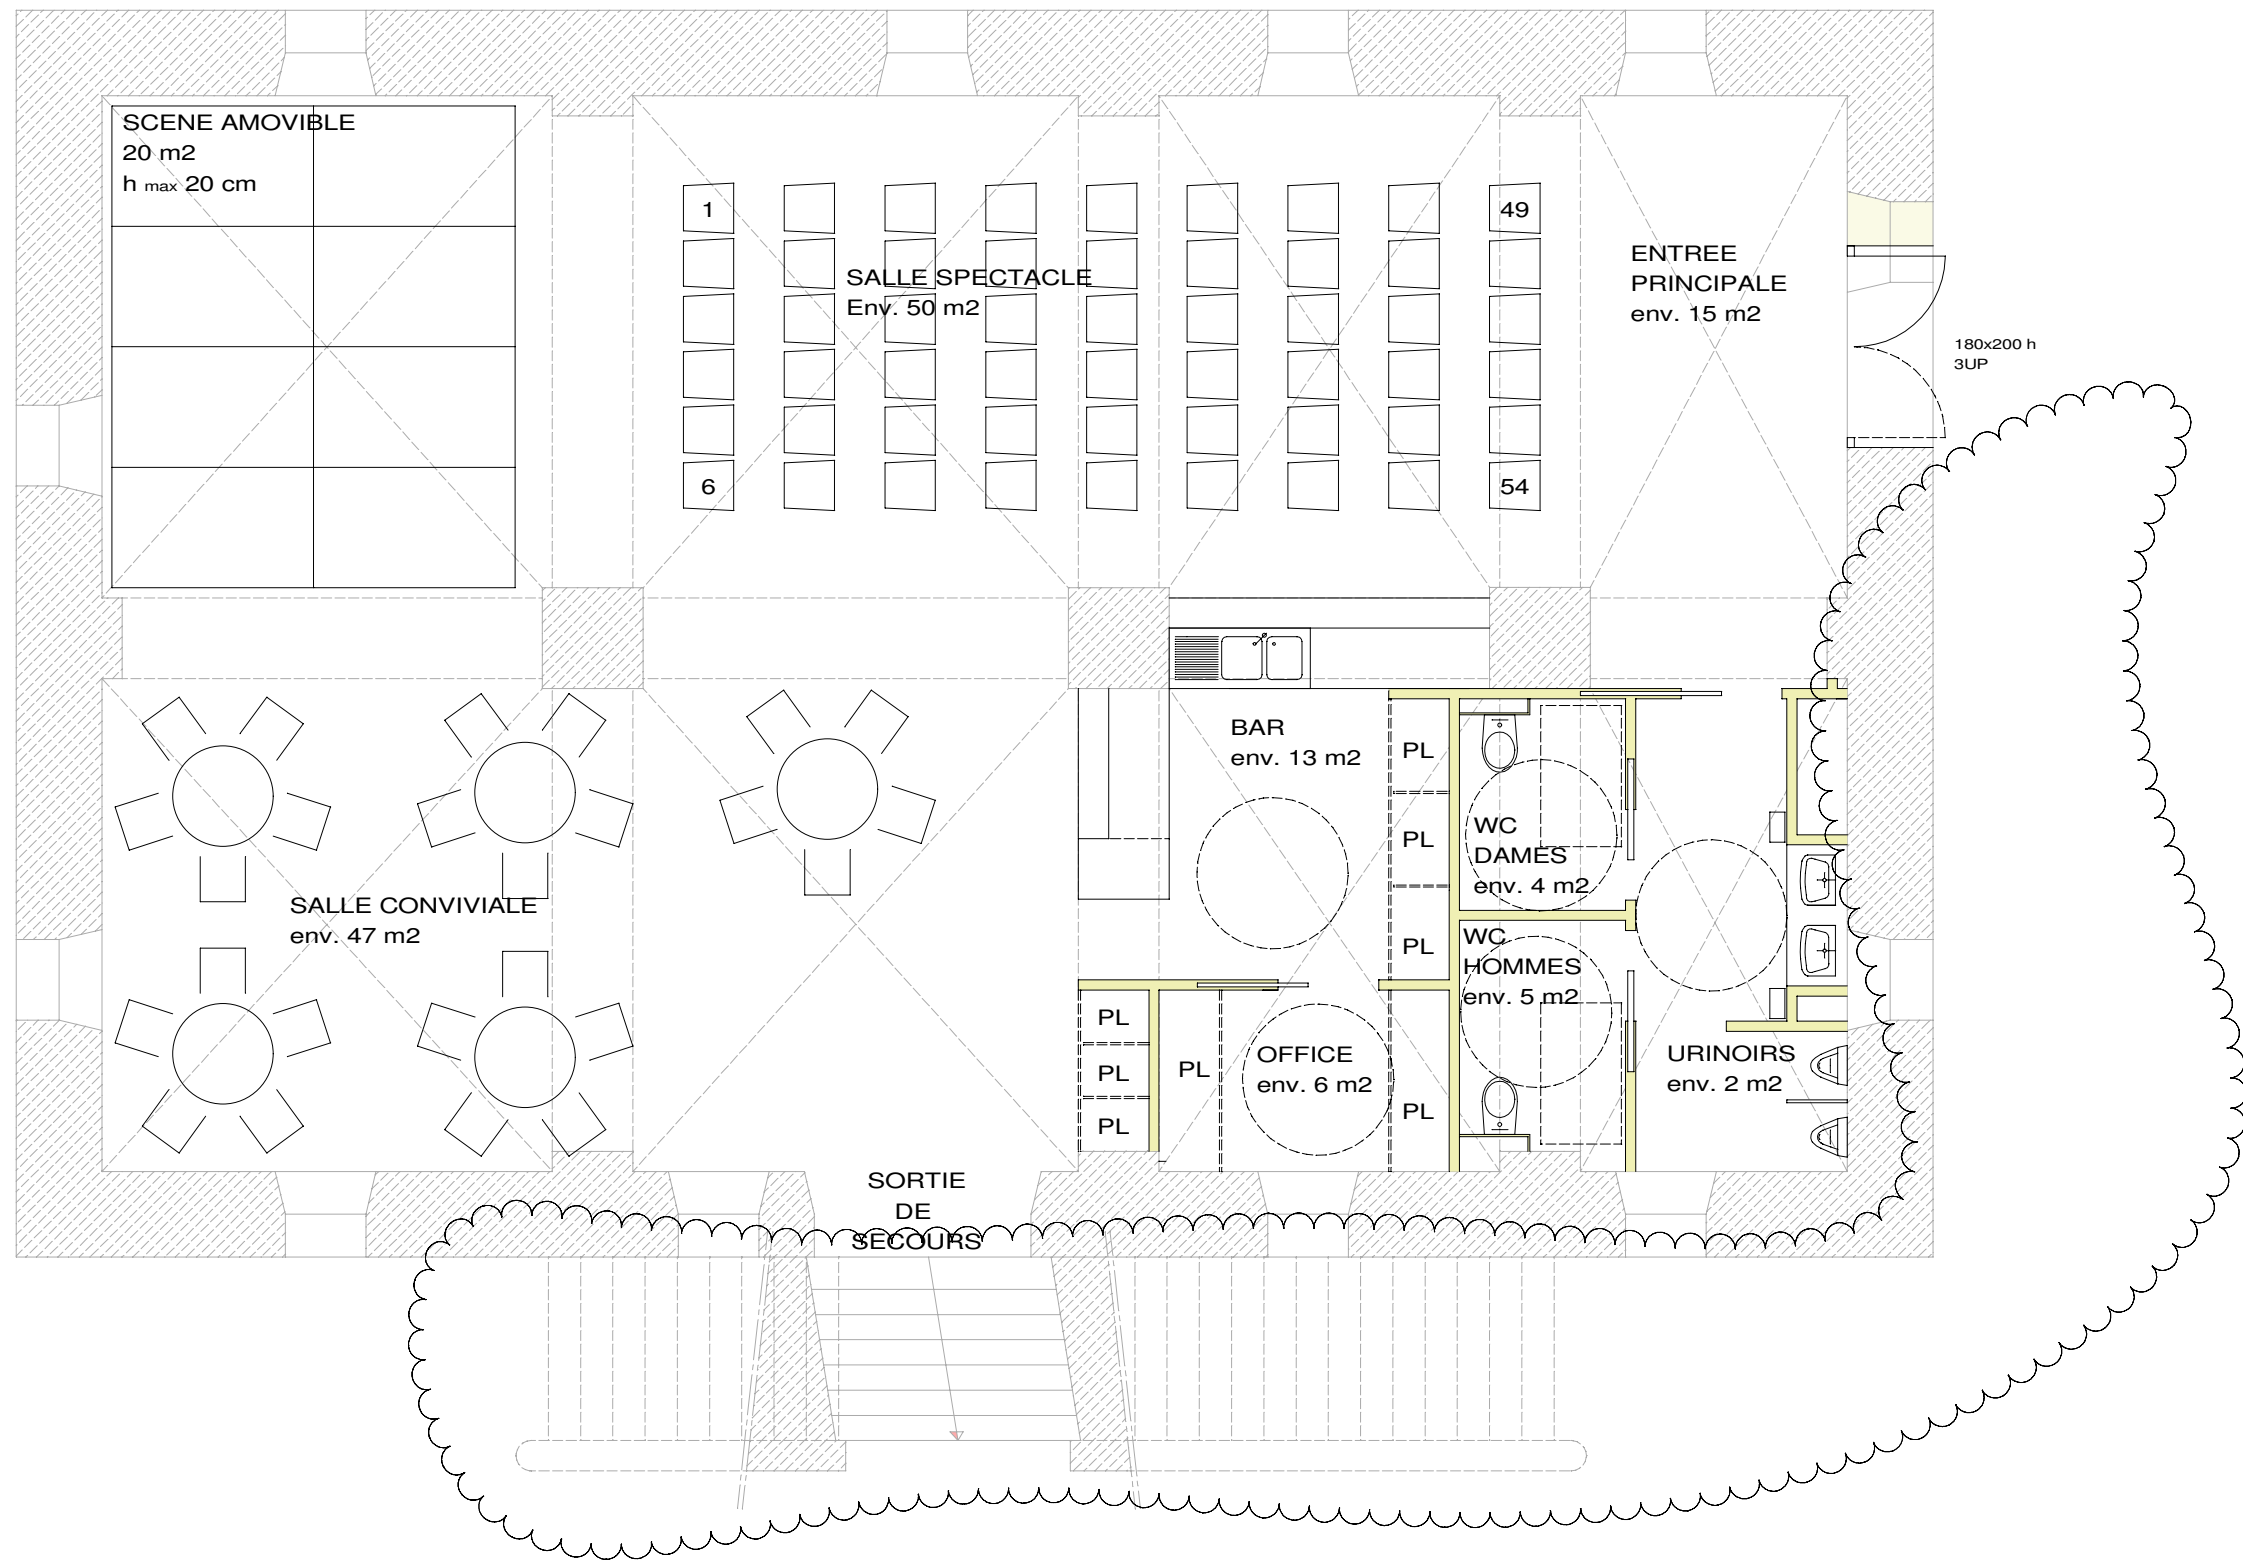 SCENE AMOVIBLE
20 m2
h max 20 cm
1
49
SALLE SPECTACLE
Env. 50 m2
ENTREE
PRINCIPALE
env. 15 m2
180x200 h
3UP
6
54
BAR
env. 13 m2
PL
PL
PL
WC
DAMES
env. 4 m2
WC
HOMMES
env. 5 m2
SALLE CONVIVIALE
env. 47 m2
PL
PL
PL
PL
OFFICE
env. 6 m2
PL
URINOIRS
env. 2 m2
SORTIE
DE
SECOURS